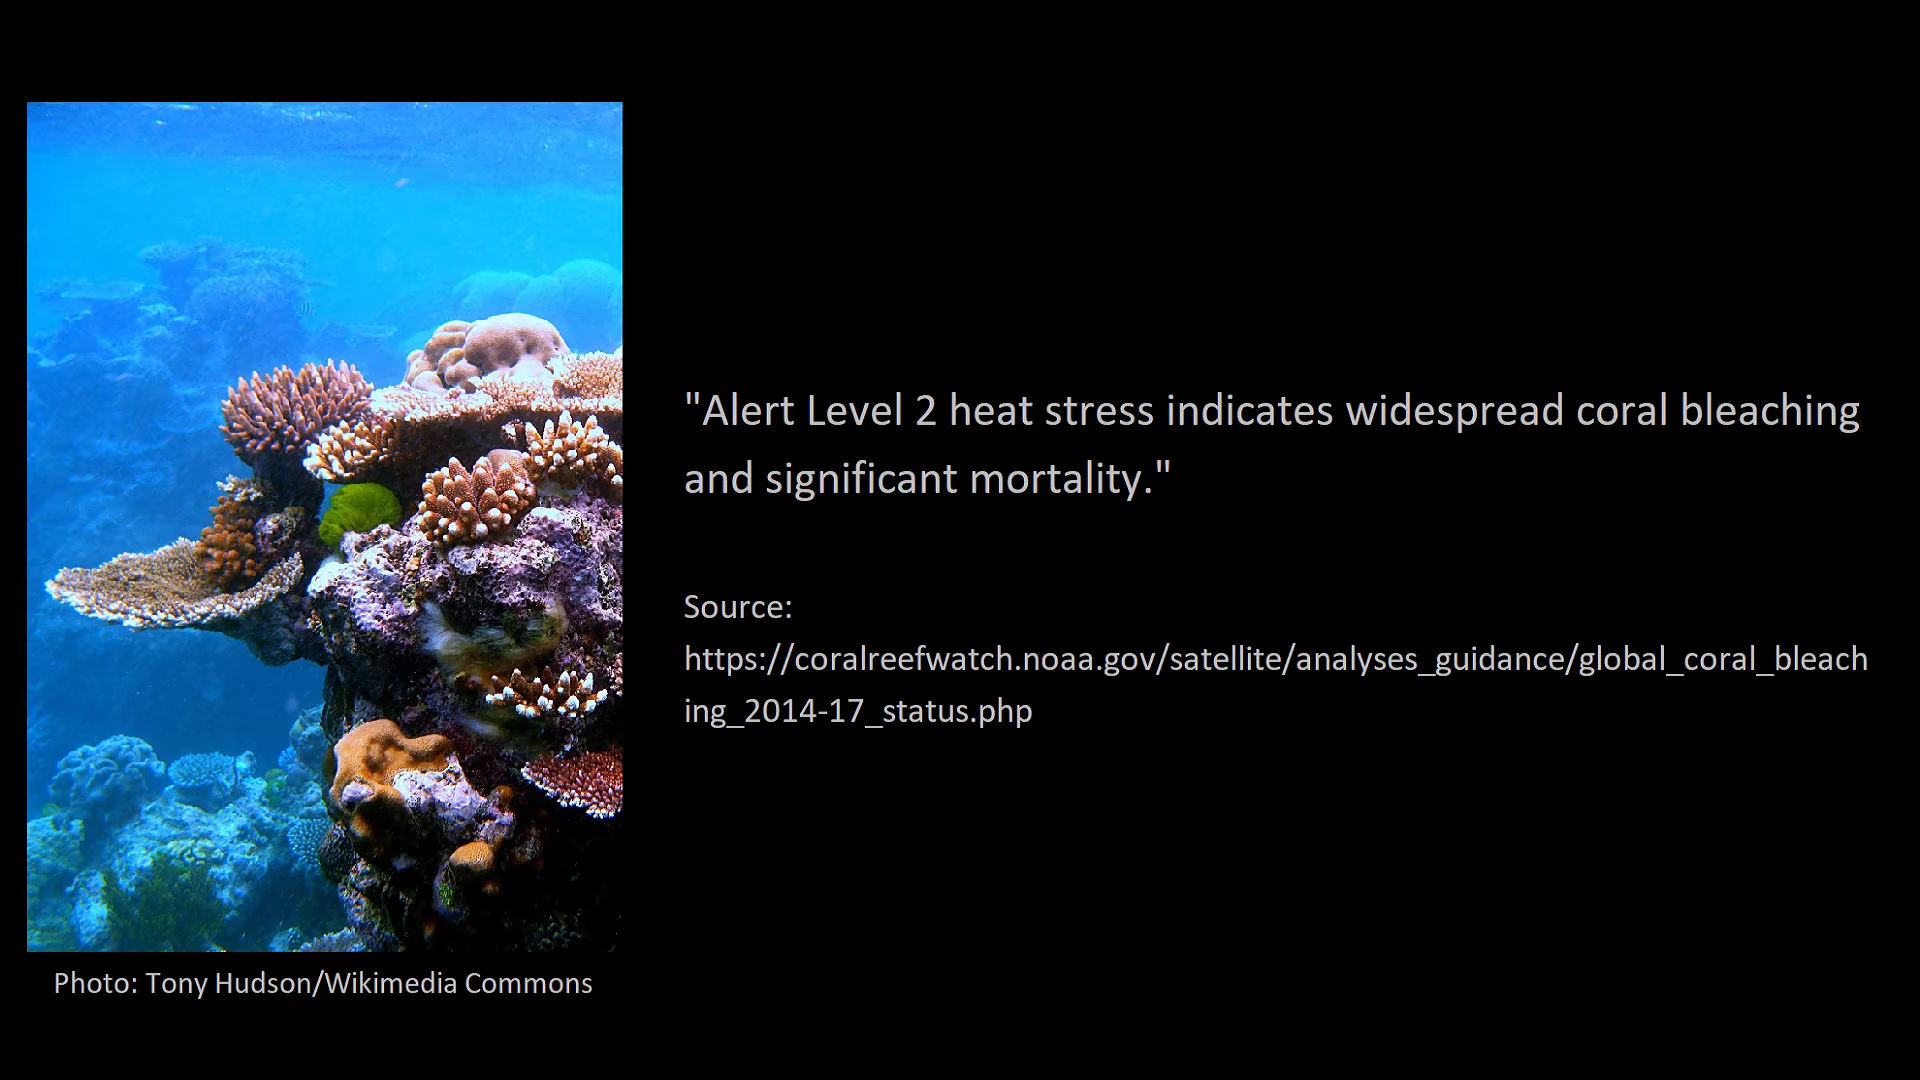 "Alert Level 2 heat stress indicates widespread coral bleaching
and significant mortality."
Source:
https://coralreefwatch.noaa.gov/satellite/analyses_guidance/global_coral_bleach
ing_2014-17_status.php
Photo: Tony Hudson/Wikimedia Commons